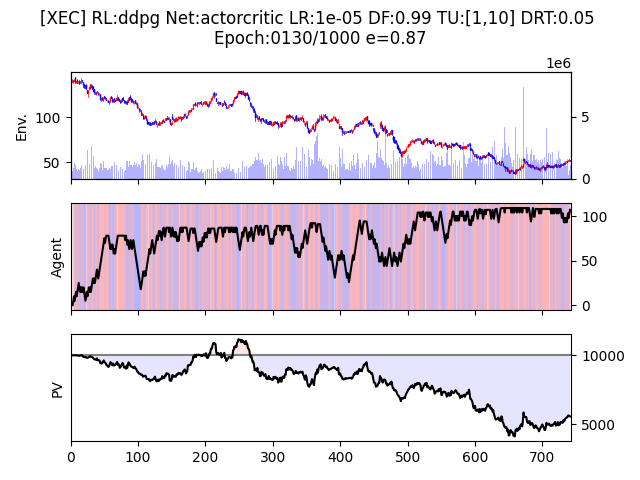 [XEC] RL:ddpg Net:actorcritic LR:1e-05 DF:0.99 TU:[1,10] DRT:0.05
Epoch:0130/1000 e=0.87
1e6
Env.
100
50
5
0
Agent
100
50
0
PV
10000
5000
0 100 200 300 400 500 600 700